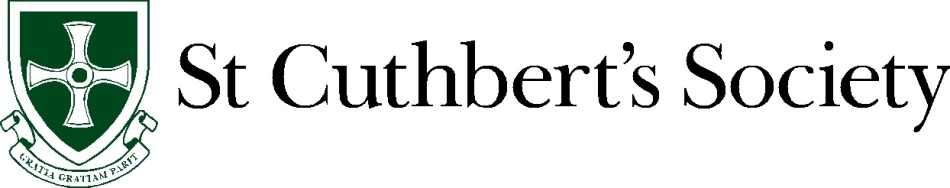 St Cuthbert's Society
GRATIA GRATIAM PARIT